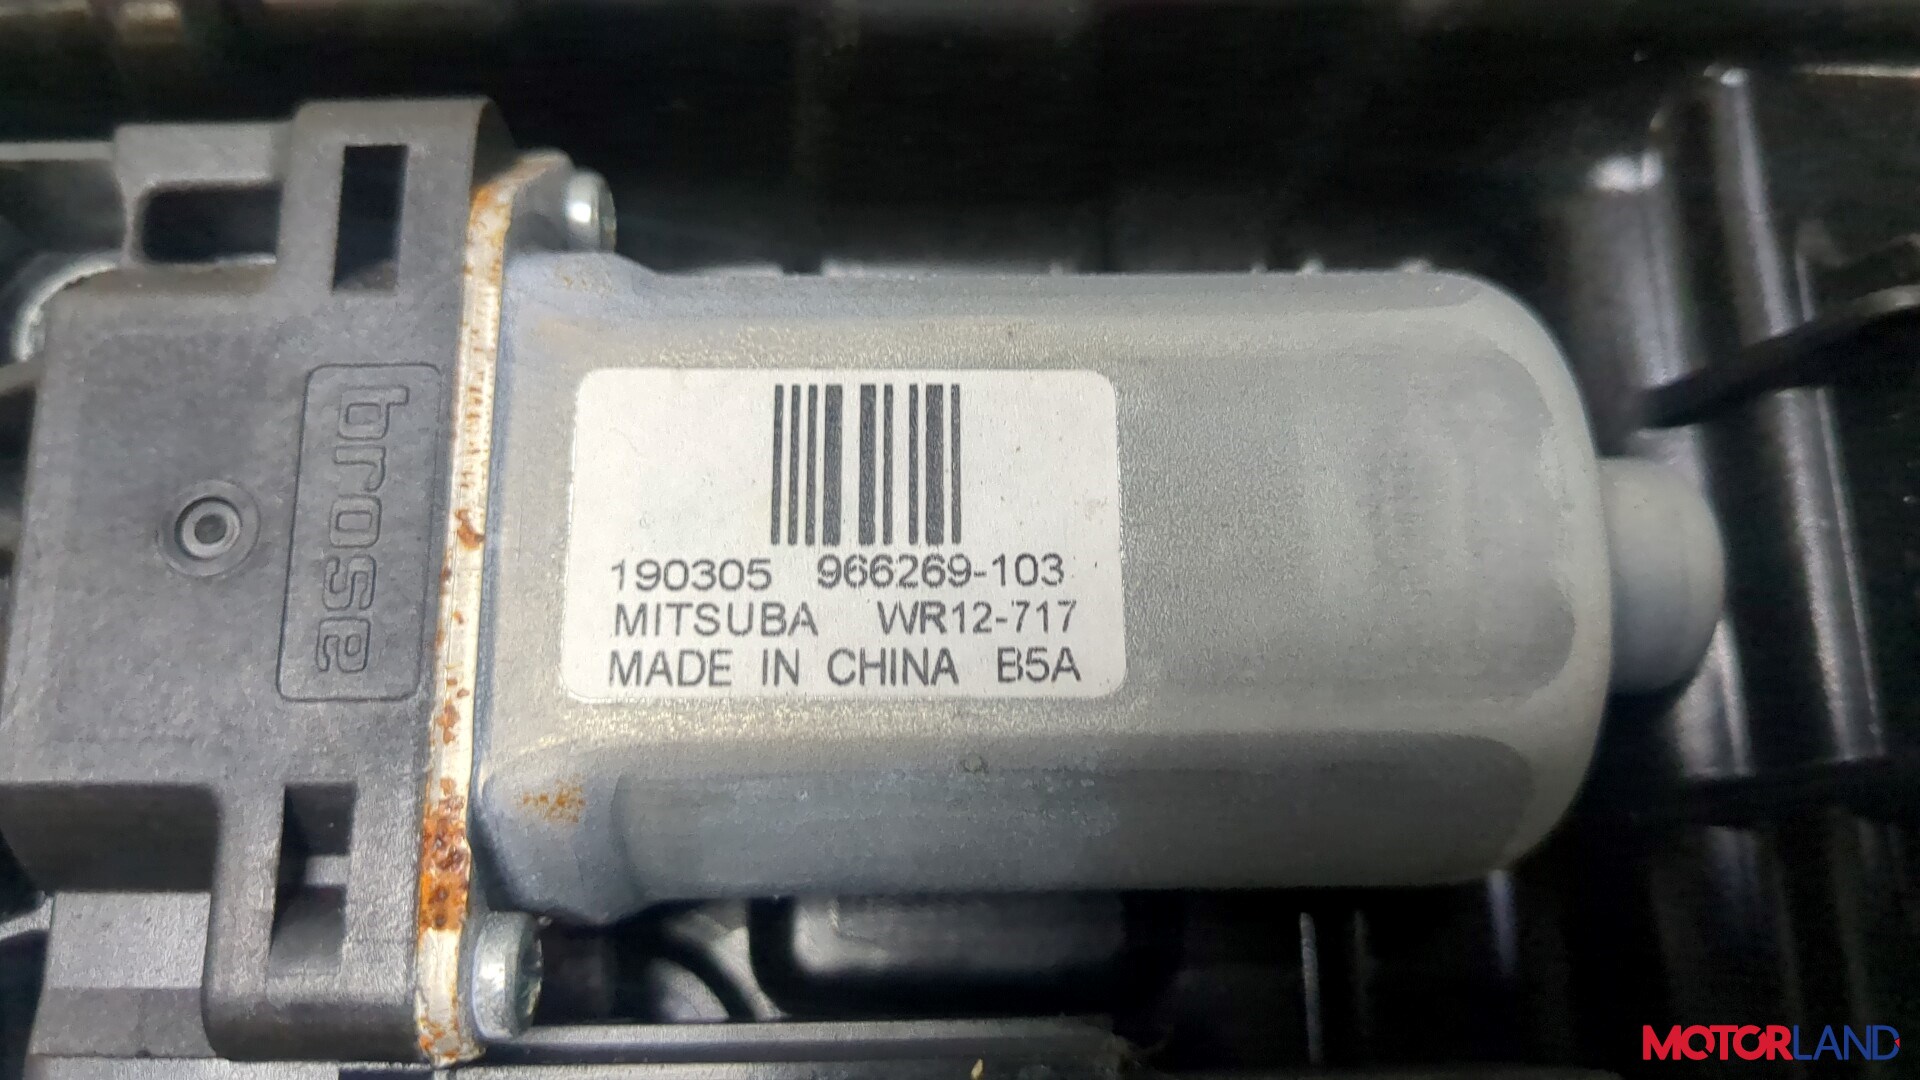 brose
190305 966269-103
MITSUBA WR12-717
MADE IN CHINA B5A
MOTORLAND